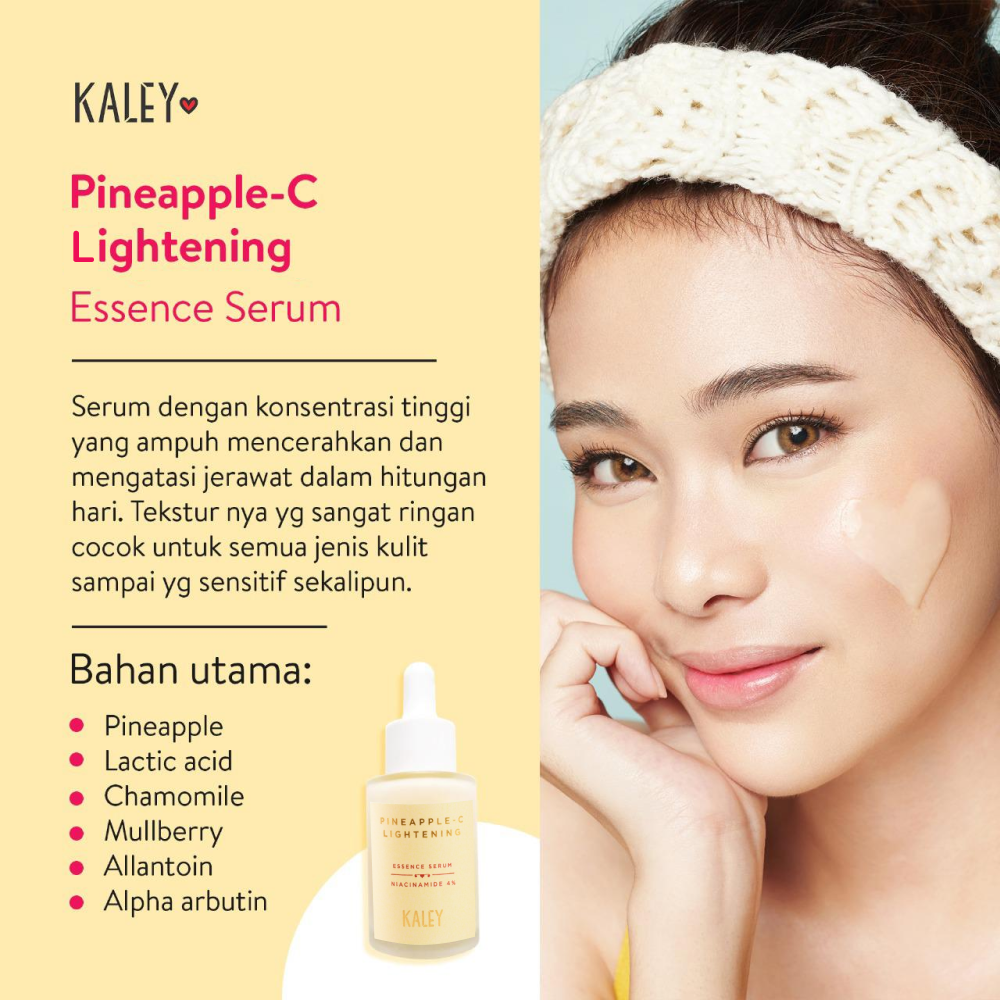 KALEY
Pineapple-C
Lightening
Essence Serum
Serum dengan konsentrasi tinggi
yang ampuh mencerahkan dan
mengatasi jerawat dalam hitungan
hari. Tekstur nya yg sangat ringan
cocok untuk semua jenis kulit
sampai yg sensitif sekalipun.
Bahan utama:
Pineapple
Lactic acid
Chamomile
Mullberry
Allantoin
Alpha arbutin
PINEAPPLE-C
LIGHTENING
ESSENCE SERUM
NIACINAMIDE 4%
KALEY